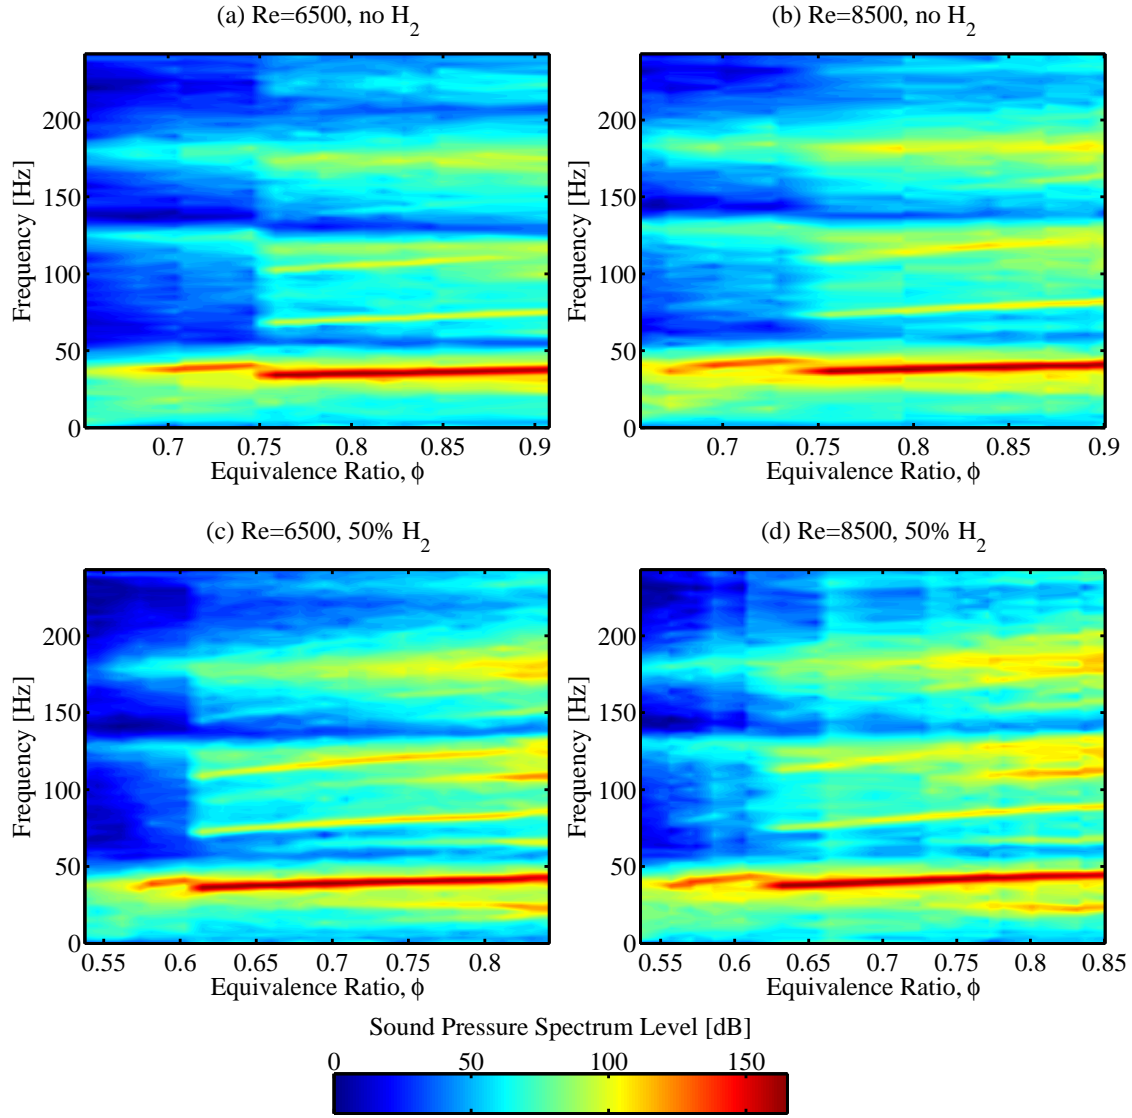 (a) Re=6500, no H2
(b) Re=8500, no H2
Frequency [Hz]
200
150
100
50
0
0.7 0.75 0.8 0.85 0.9
Equivalence Ratio, ϕ
Frequency [Hz]
200
150
100
50
0
0.7 0.75 0.8 0.85 0.9
Equivalence Ratio, ϕ
(c) Re=6500, 50% H2
(d) Re=8500, 50% H2
Frequency [Hz]
200
150
100
50
0
0.55 0.6 0.65 0.7 0.75 0.8
Equivalence Ratio, ϕ
Frequency [Hz]
200
150
100
50
0
0.55 0.6 0.65 0.7 0.75 0.8 0.85
Equivalence Ratio, ϕ
Sound Pressure Spectrum Level [dB]
0 50 100 150